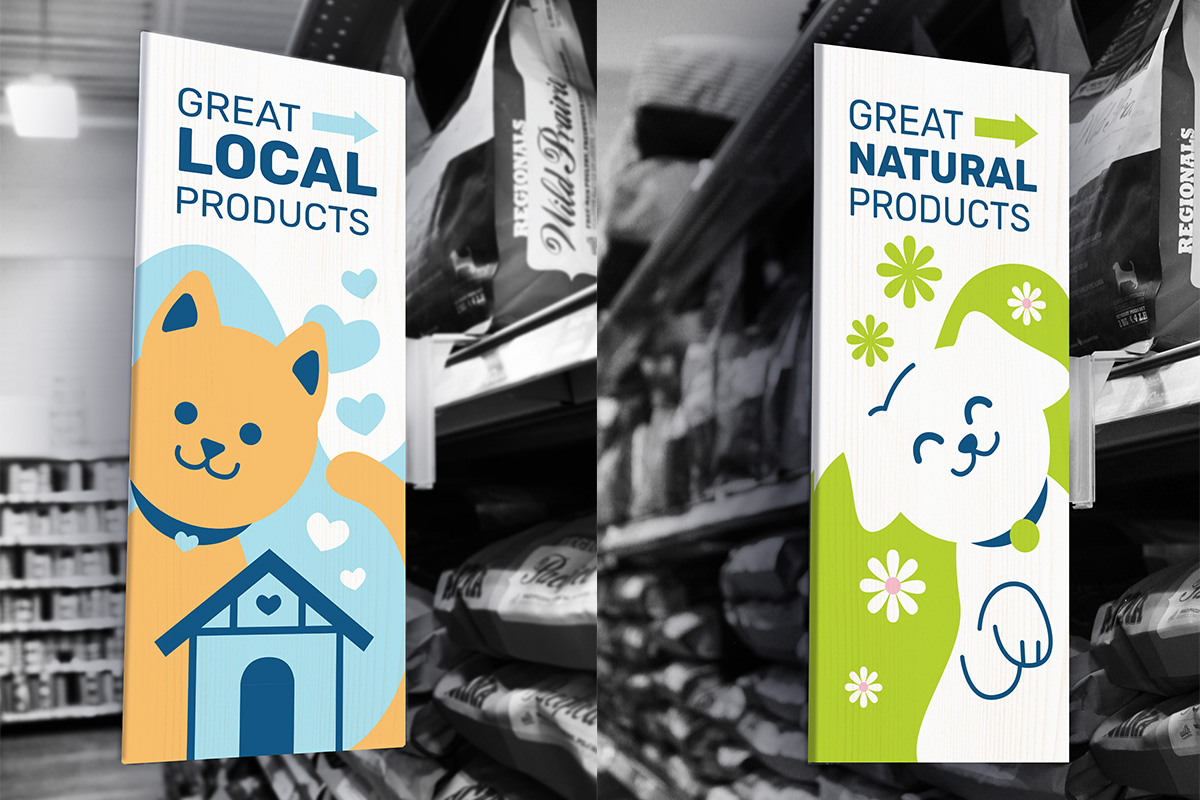 GREAT
LOCAL
PRODUCTS
REGIONALS
Wild Prairie
GREAT
NATURAL
PRODUCTS
REGIONALS